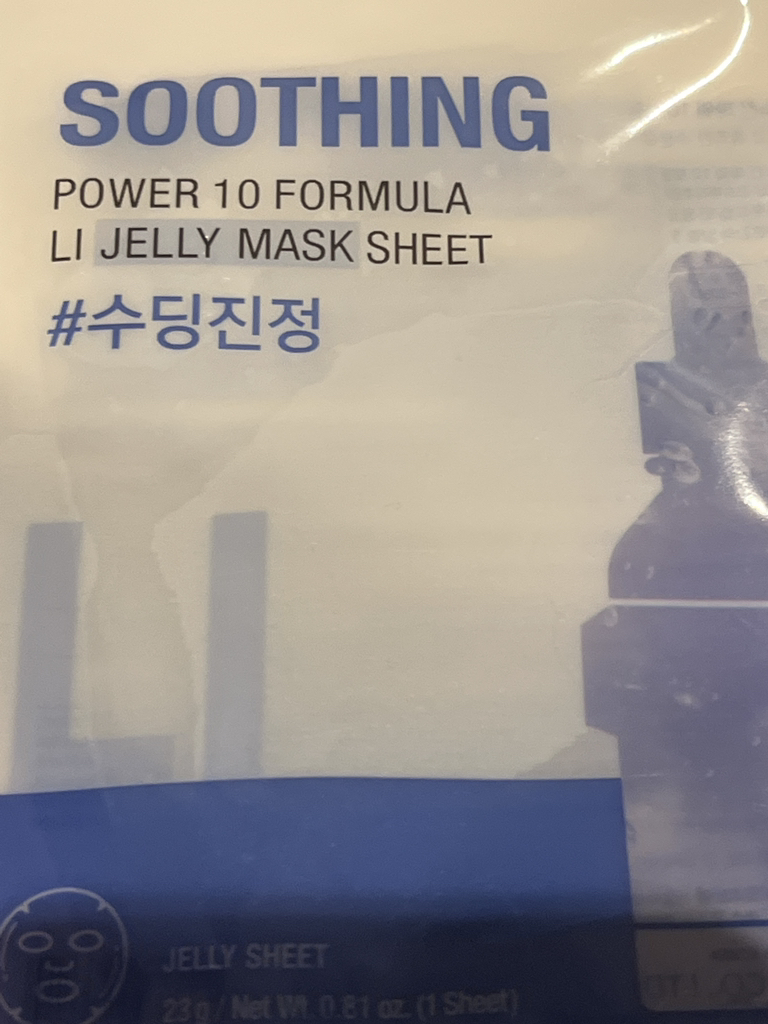 SOOTHING
POWER 10 FORMULA
LI JELLY MASK SHEET
#수딩진정
LI
JELLY SHEET
23g / Net Wt. 0.81 oz. (1 Sheet)